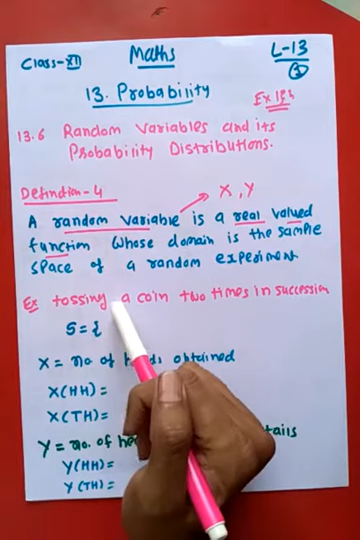 Class-XII Maths L-13
3
13. Probability
Ex 13.4
13.6 Random Variables and its
Probability Distributions.
Definition-4
X, Y
A random variable is a real valued
function whose domain is the sample
space of a random experiment
Ex tossing a coin two times in succession
S = {
X = no. of heads obtained
X(HH) =
X(TH) =
Y = no. of tails
Y(HH) =
Y(TH) =